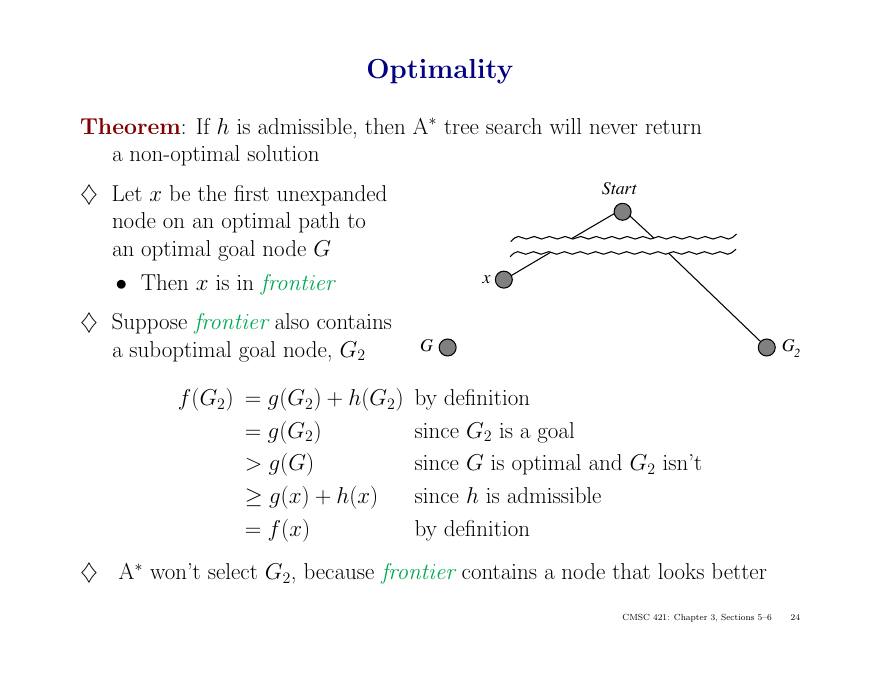 Optimality
Theorem: If h is admissible, then A* tree search will never return
a non-optimal solution
♢ Let x be the first unexpanded
node on an optimal path to
an optimal goal node G
• Then x is in frontier
♢ Suppose frontier also contains
a suboptimal goal node, G₂
Start
x
G
G₂
f(G₂) = g(G₂) + h(G₂) by definition
= g(G₂) since G₂ is a goal
> g(G) since G is optimal and G₂ isn't
≥ g(x) + h(x) since h is admissible
= f(x) by definition
♢ A* won't select G₂, because frontier contains a node that looks better
CMSC 421: Chapter 3, Sections 5–6 24